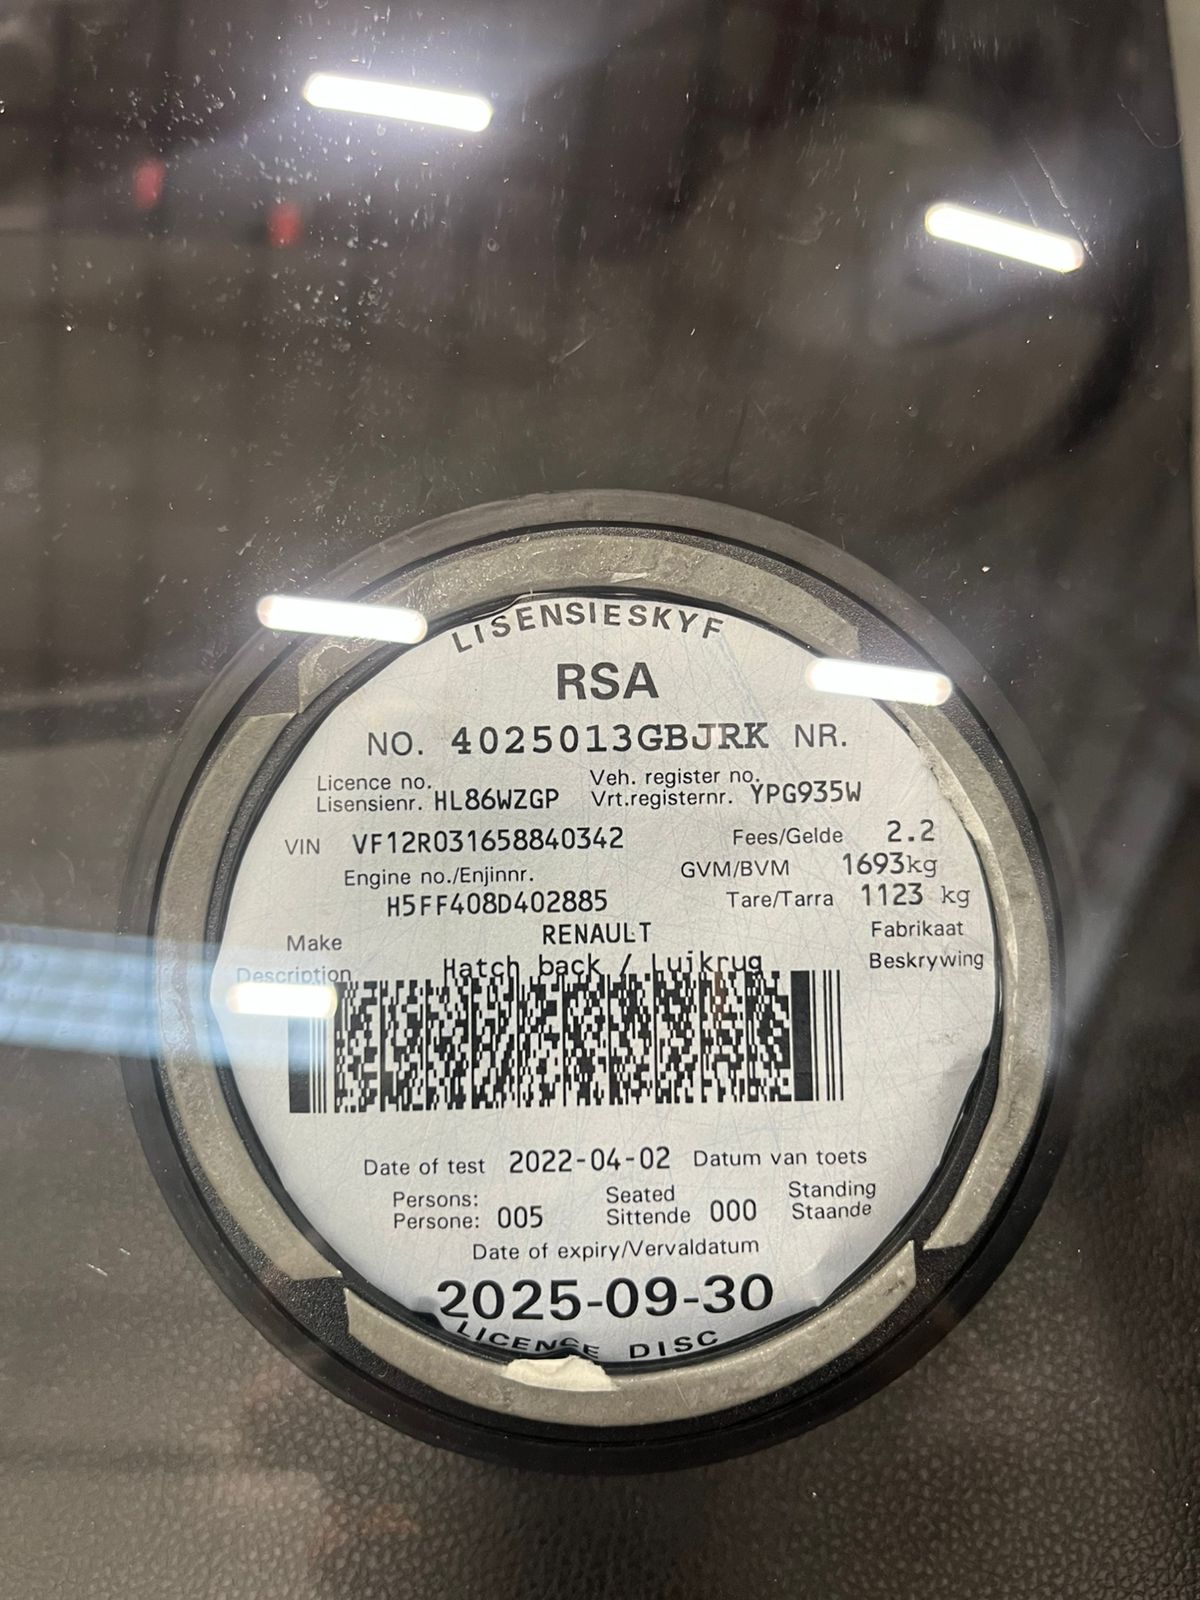 LISENSIESKYF
RSA
NO. 4025013GBJRK NR.
Licence no. Veh. register no.
Lisensienr. HL86WZGP Vrt.registernr. YPG935W
VIN VF12R031658840342 Fees/Gelde 2.2
Engine no./Enjinnr. GVM/BVM 1693kg
H5FF408D402885 Tare/Tarra 1123 kg
Make RENAULT Fabrikaat
Description Hatch back / Luikrug Beskrywing
Date of test 2022-04-02 Datum van toets
Persons: Seated Standing
Persone: 005 Sittende 000 Staande
Date of expiry/Vervaldatum
2025-09-30
LICENCE DISC